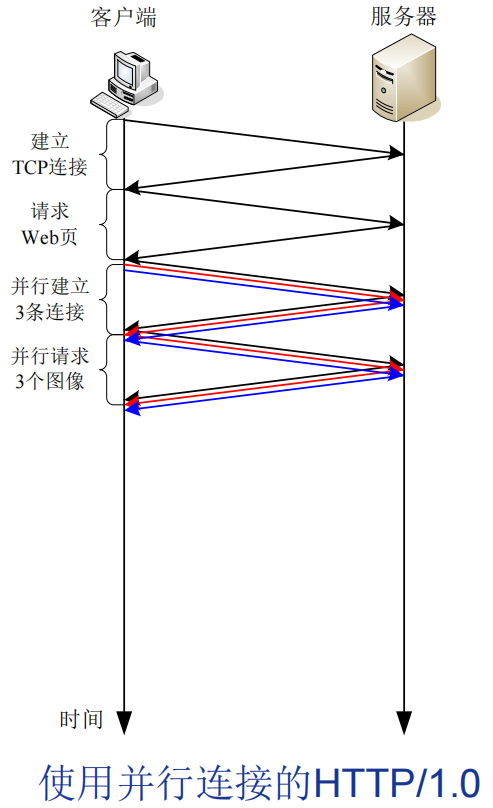 客户端
服务器
建立
TCP连接
请求
Web页
并行建立
3条连接
并行请求
3个图像
时间
使用并行连接的HTTP/1.0